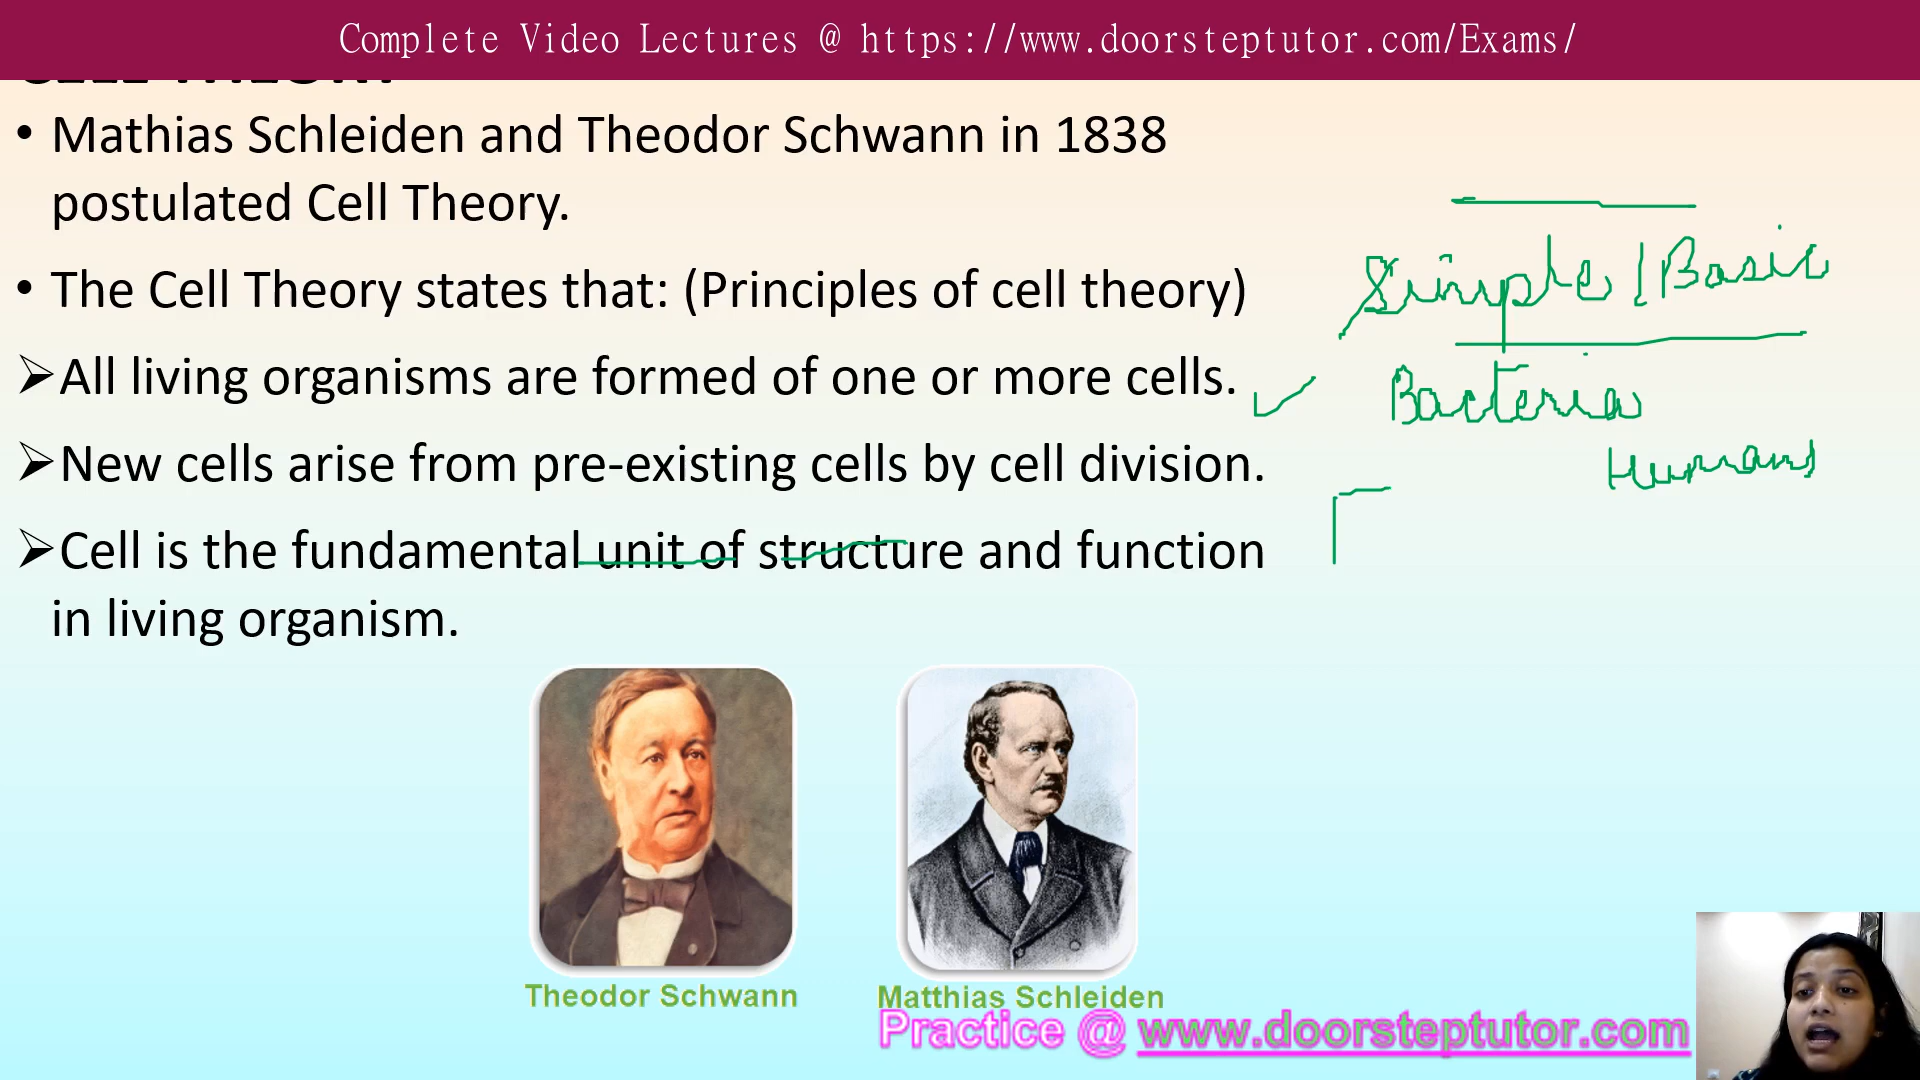 Complete Video Lectures @ https://www.doorsteptutor.com/Exams/
CELL THEORY
• Mathias Schleiden and Theodor Schwann in 1838
postulated Cell Theory.
• The Cell Theory states that: (Principles of cell theory)
➢All living organisms are formed of one or more cells.
➢New cells arise from pre-existing cells by cell division.
➢Cell is the fundamental unit of structure and function
in living organism.
Simple / Basic
Bacteria
Humans
Theodor Schwann
Matthias Schleiden
Practice @ www.doorsteptutor.com